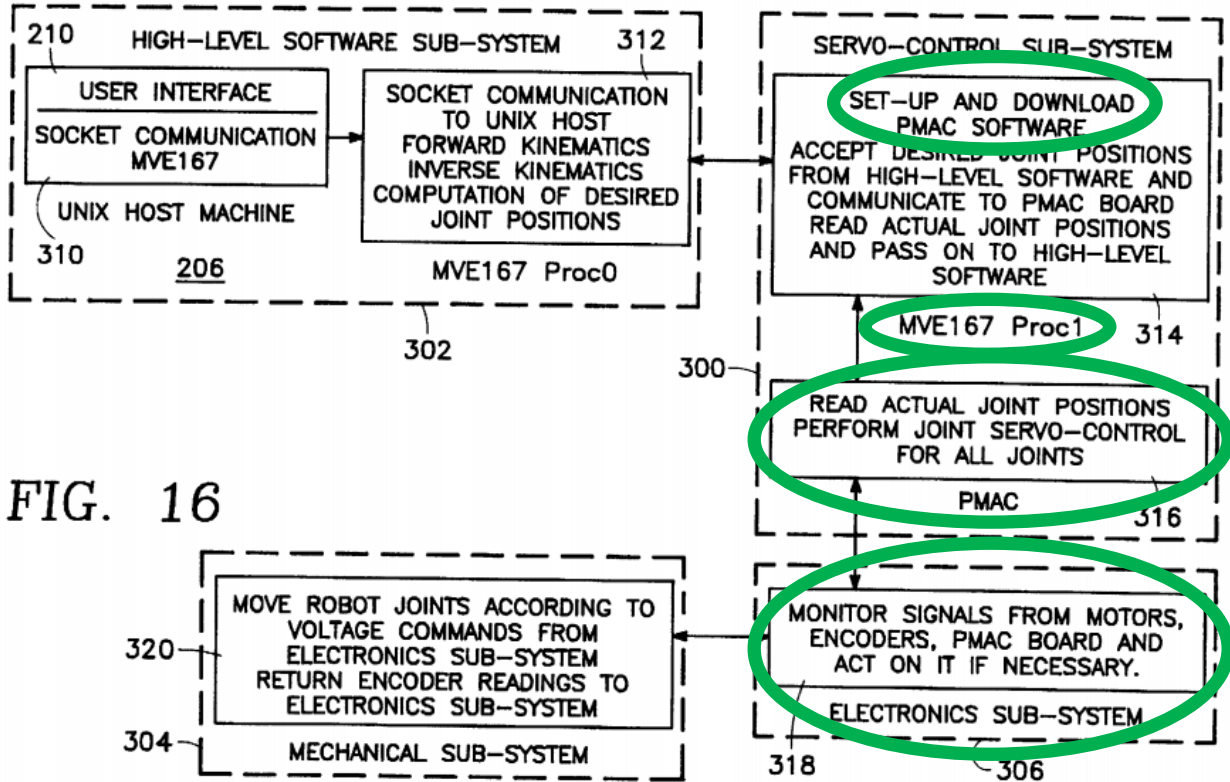 HIGH-LEVEL SOFTWARE SUB-SYSTEM
210
312
USER INTERFACE
SOCKET COMMUNICATION
MVE167
UNIX HOST MACHINE
310
206
SOCKET COMMUNICATION
TO UNIX HOST
FORWARD KINEMATICS
INVERSE KINEMATICS
COMPUTATION OF DESIRED
JOINT POSITIONS
MVE167 Proc0
302
SERVO-CONTROL SUB-SYSTEM
SET-UP AND DOWNLOAD
PMAC SOFTWARE
ACCEPT DESIRED JOINT POSITIONS
FROM HIGH-LEVEL SOFTWARE AND
COMMUNICATE TO PMAC BOARD
READ ACTUAL JOINT POSITIONS
AND PASS ON TO HIGH-LEVEL
SOFTWARE
MVE167 Proc1
314
300
READ ACTUAL JOINT POSITIONS
PERFORM JOINT SERVO-CONTROL
FOR ALL JOINTS
PMAC
316
FIG. 16
MOVE ROBOT JOINTS ACCORDING TO
VOLTAGE COMMANDS FROM
ELECTRONICS SUB-SYSTEM
RETURN ENCODER READINGS TO
ELECTRONICS SUB-SYSTEM
320
304
MECHANICAL SUB-SYSTEM
MONITOR SIGNALS FROM MOTORS,
ENCODERS, PMAC BOARD AND
ACT ON IT IF NECESSARY.
ELECTRONICS SUB-SYSTEM
318
306